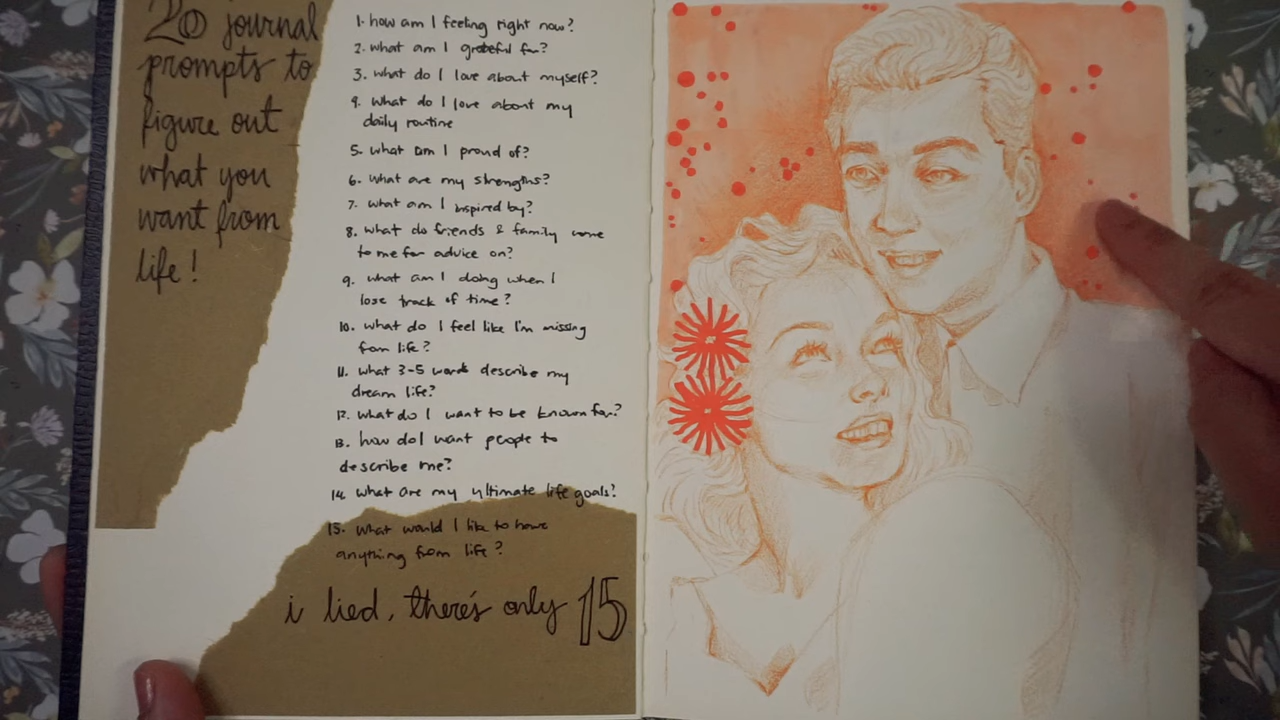 20 journal
prompts to
figure out
what you
want from
life!
1. how am I feeling right now?
2. what am I grateful for?
3. what do I love about myself?
4. what do I love about my
daily routine
5. what am I proud of?
6. what are my strengths?
7. what am I inspired by?
8. what do friends & family come
to me for advice on?
9. what am I doing when I
lose track of time?
10. what do I feel like I'm missing
from life?
11. what 3-5 words describe my
dream life?
12. what do I want to be known for?
13. how do I want people to
describe me?
14. what are my ultimate life goals?
15. what would I like to have
anything from life?
i lied, there's only 15